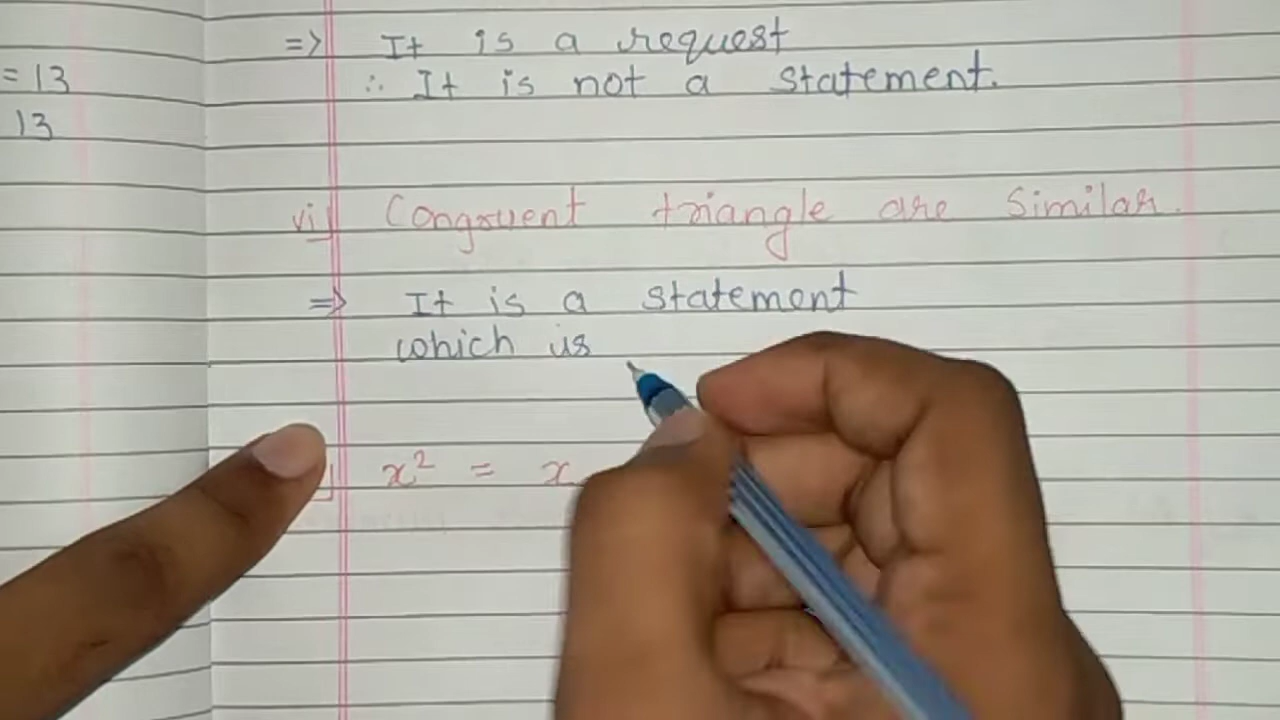 = 13
13
=> It is a request
∴ It is not a statement.
vi] Congruent triangle are similar.
=> It is a statement
which is
] x² = x